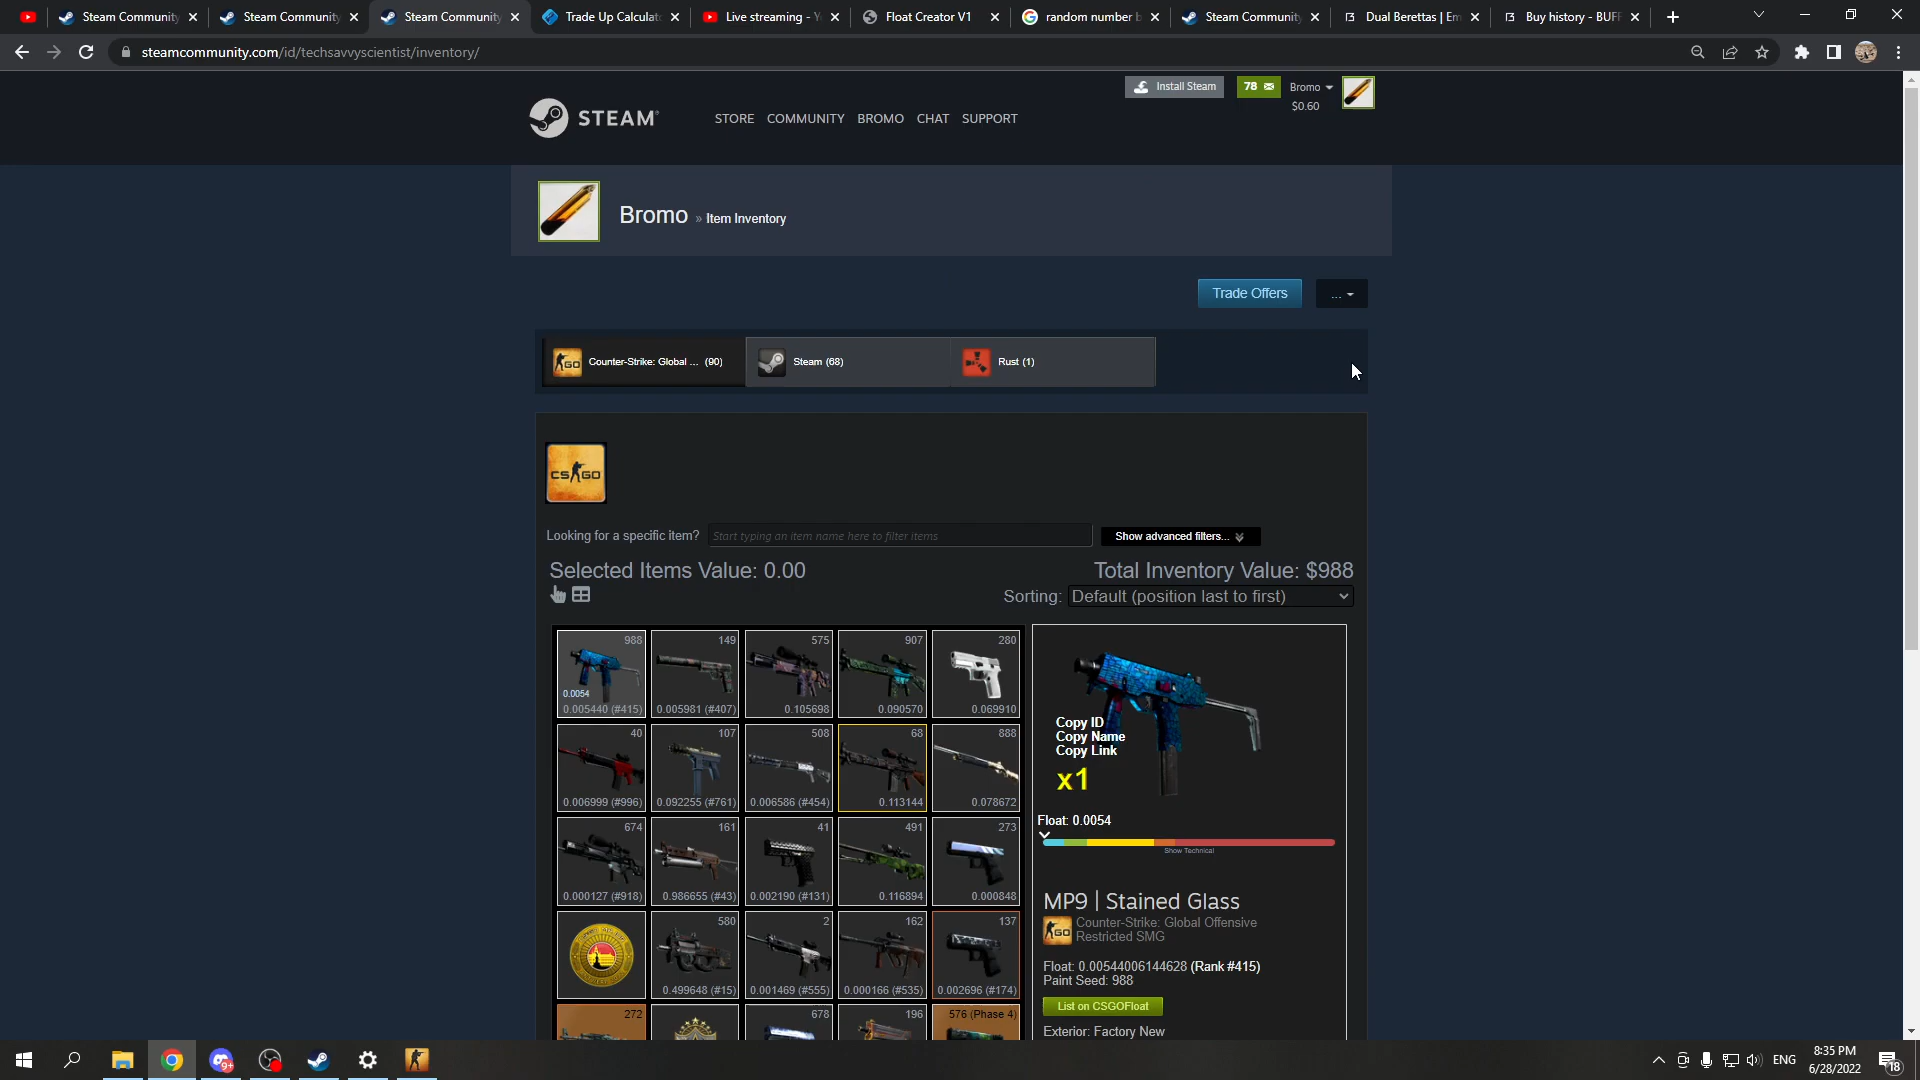 Steam Community
Steam Community
Steam Community
Trade Up Calculat
Live streaming - Y
Float Creator V1
random number b
Steam Community
Dual Berettas | Em
Buy history - BUFF
steamcommunity.com/id/techsavvyscientist/inventory/
Install Steam
78
Bromo
$0.60
STEAM
STORE COMMUNITY BROMO CHAT SUPPORT
Bromo » Item Inventory
Trade Offers
...
Counter-Strike: Global ... (90)
Steam (68)
Rust (1)
CS GO
Looking for a specific item?
Start typing an item name here to filter items
Show advanced filters...
Selected Items Value: 0.00
Total Inventory Value: $988
Sorting: Default (position last to first)
988 149 575 907 280
0.0054
0.005440 (#415) 0.005981 (#407) 0.105698 0.090570 0.069910
40 107 508 68 888
0.006999 (#996) 0.092255 (#761) 0.006586 (#454) 0.113144 0.078672
674 161 41 491 273
0.000127 (#918) 0.986655 (#43) 0.002190 (#131) 0.116894 0.000848
580 2 162 137
0.499648 (#15) 0.001469 (#555) 0.000166 (#535) 0.002696 (#174)
272 678 196 576 (Phase 4)
Copy ID
Copy Name
Copy Link
x1
Float: 0.0054
Show Technical
MP9 | Stained Glass
GO
Counter-Strike: Global Offensive
Restricted SMG
Float: 0.00544006144628 (Rank #415)
Paint Seed: 988
List on CSGOFloat
Exterior: Factory New
9+
ENG
8:35 PM
6/28/2022
18